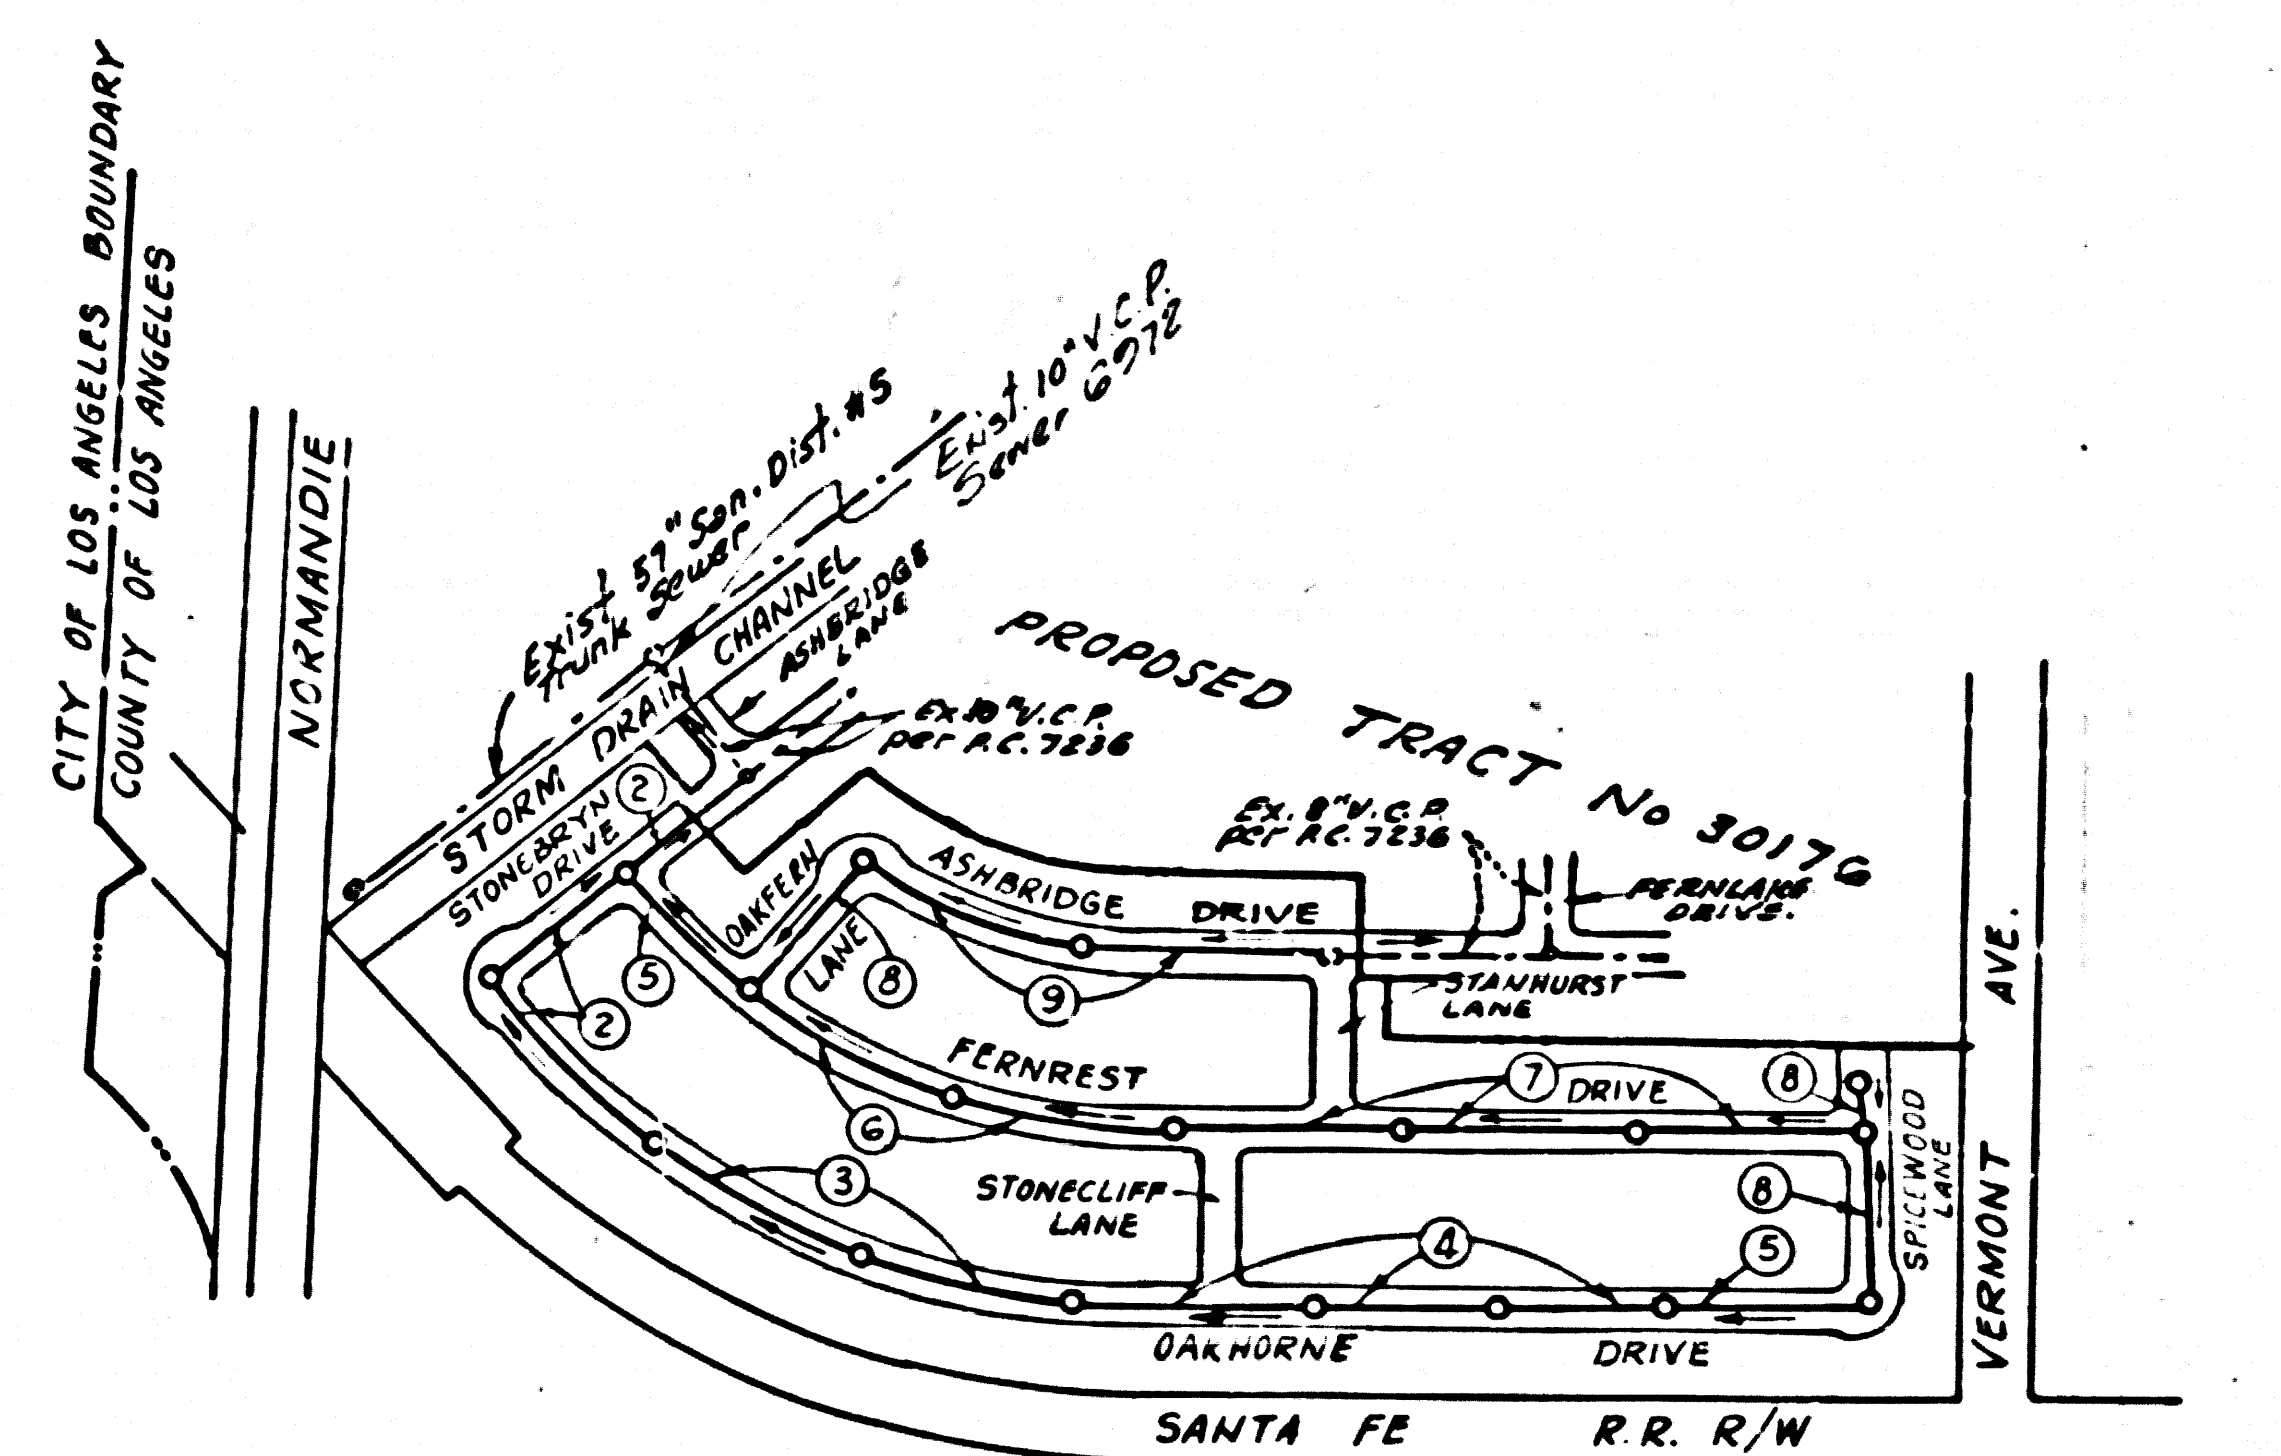 CITY OF LOS ANGELES BOUNDARY
COUNTY OF LOS ANGELES
NORMANDIE
Exist 57" San. Dist. #5
Trunk Sewer
Exist. 10" V.C.P.
Sewer 6972
STORM DRAIN CHANNEL
ASHBRIDGE
LANE
STONEBRYN
DRIVE
2
Ex 10" V.C.P.
per P.C. 7236
PROPOSED TRACT No 30176
Ex. 8" V.C.P.
per P.C. 7236
FERNLAKE
DRIVE.
OAKFERN
LANE
ASHBRIDGE DRIVE
5
2
8
9
STANHURST
LANE
FERNREST DRIVE
7
8
6
3
STONECLIFF
LANE
4
8
5
SPICEWOOD
LANE
VERMONT AVE.
OAKHORNE DRIVE
SANTA FE R.R. R/W